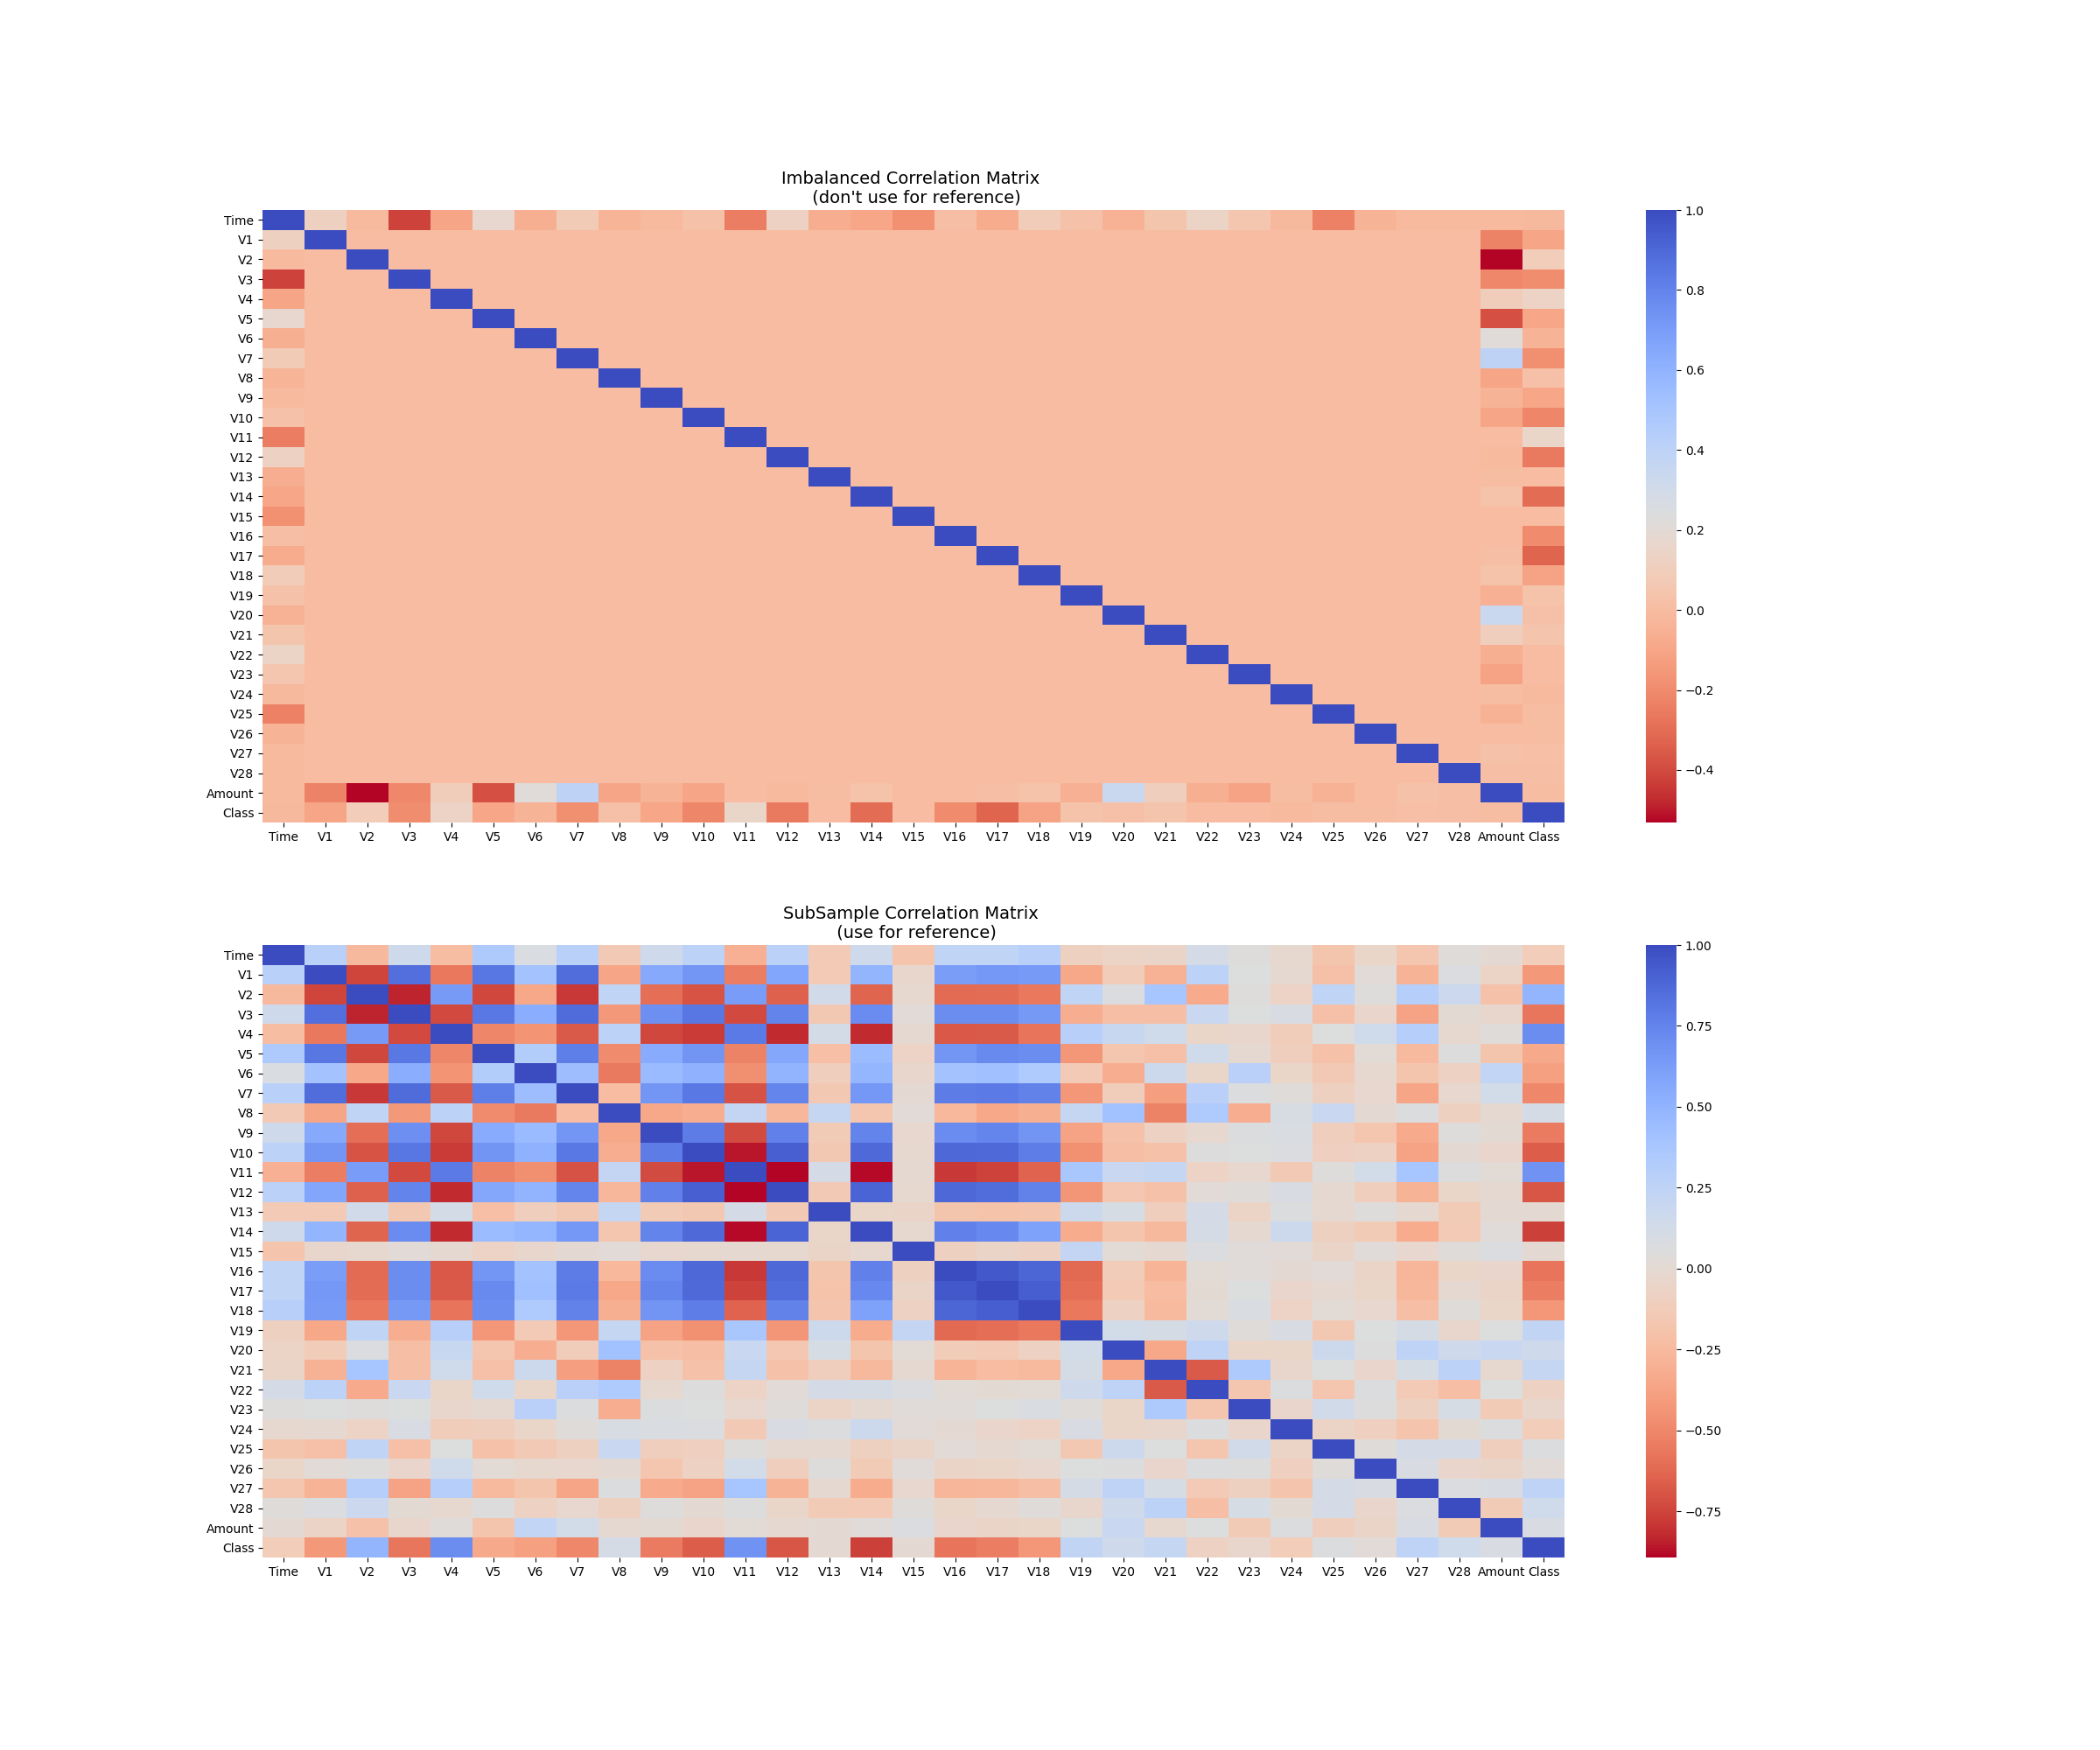 Imbalanced Correlation Matrix
(don't use for reference)
Time
V1
V2
V3
V4
V5
V6
V7
V8
V9
V10
V11
V12
V13
V14
V15
V16
V17
V18
V19
V20
V21
V22
V23
V24
V25
V26
V27
V28
Amount
Class
Time V1 V2 V3 V4 V5 V6 V7 V8 V9 V10 V11 V12 V13 V14 V15 V16 V17 V18 V19 V20 V21 V22 V23 V24 V25 V26 V27 V28 Amount Class
1.0
0.8
0.6
0.4
0.2
0.0
−0.2
−0.4
SubSample Correlation Matrix
(use for reference)
Time
V1
V2
V3
V4
V5
V6
V7
V8
V9
V10
V11
V12
V13
V14
V15
V16
V17
V18
V19
V20
V21
V22
V23
V24
V25
V26
V27
V28
Amount
Class
Time V1 V2 V3 V4 V5 V6 V7 V8 V9 V10 V11 V12 V13 V14 V15 V16 V17 V18 V19 V20 V21 V22 V23 V24 V25 V26 V27 V28 Amount Class
1.00
0.75
0.50
0.25
0.00
−0.25
−0.50
−0.75